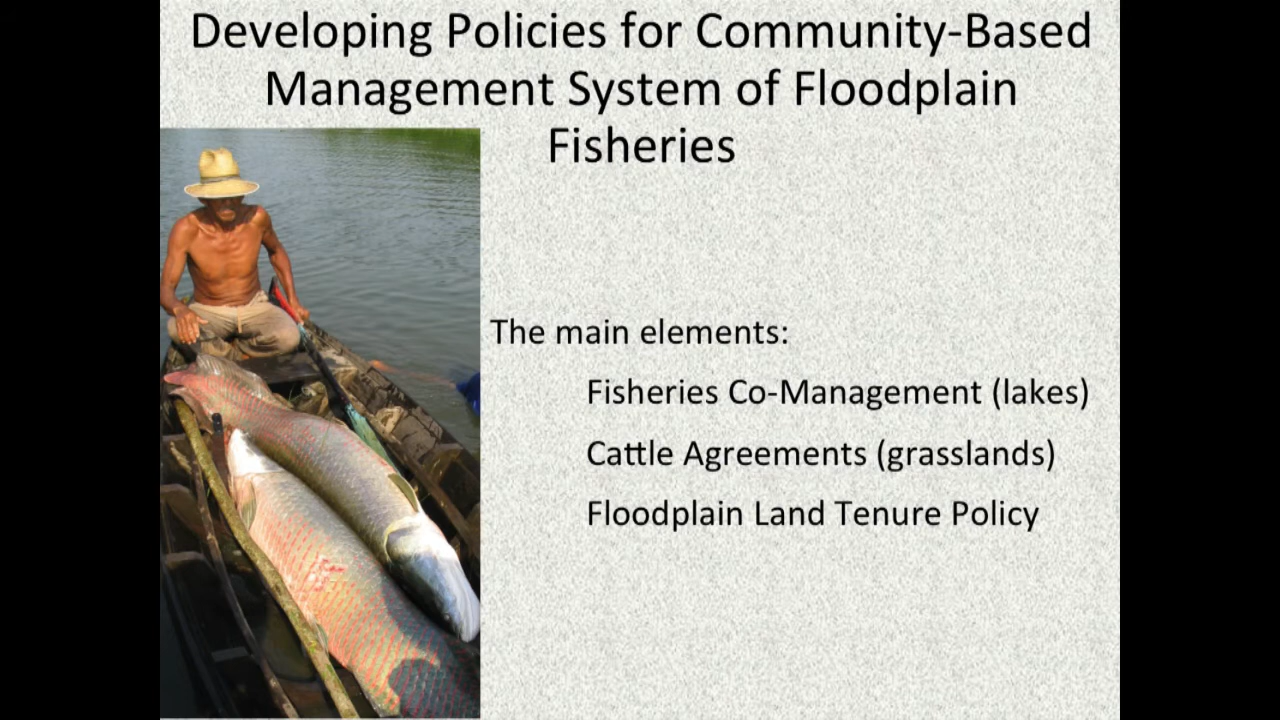 Developing Policies for Community-Based
Management System of Floodplain
Fisheries
The main elements:
Fisheries Co-Management (lakes)
Cattle Agreements (grasslands)
Floodplain Land Tenure Policy